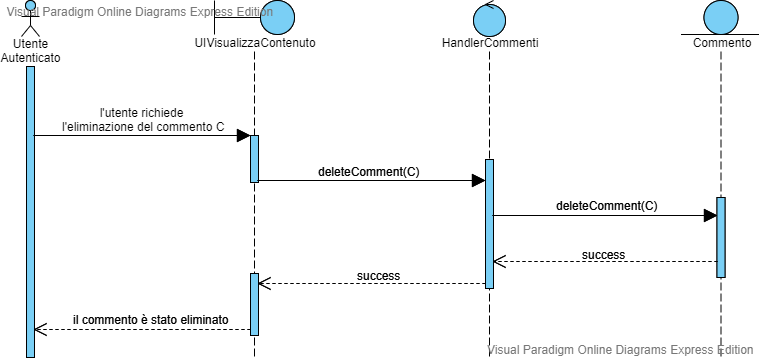 Visual Paradigm Online Diagrams Express Edition
Utente
Autenticato
UIVisualizzaContenuto
HandlerCommenti
Commento
l'utente richiede
l'eliminazione del commento C
deleteComment(C)
deleteComment(C)
success
success
il commento è stato eliminato
Visual Paradigm Online Diagrams Express Edition